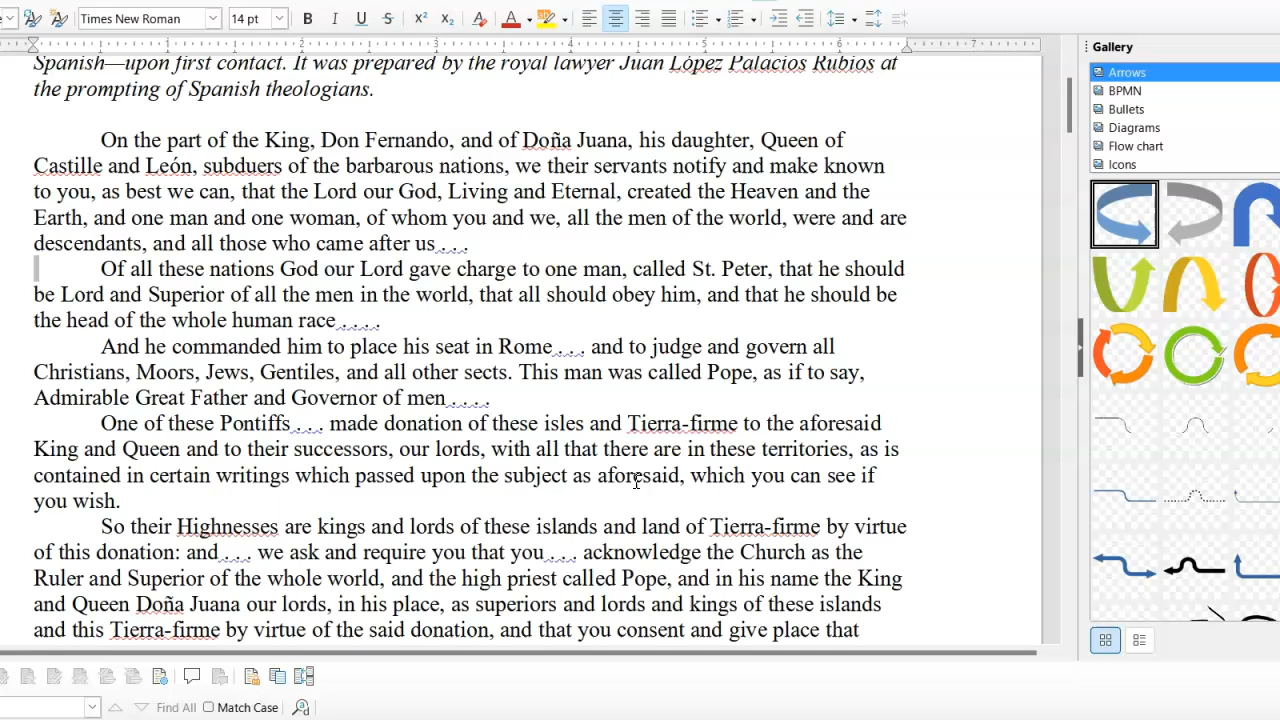 Times New Roman
14 pt
Gallery
Arrows
BPMN
Bullets
Diagrams
Flow chart
Icons
Spanish—upon first contact. It was prepared by the royal lawyer Juan López Palacios Rubios at
the prompting of Spanish theologians.
On the part of the King, Don Fernando, and of Doña Juana, his daughter, Queen of
Castille and León, subduers of the barbarous nations, we their servants notify and make known
to you, as best we can, that the Lord our God, Living and Eternal, created the Heaven and the
Earth, and one man and one woman, of whom you and we, all the men of the world, were and are
descendants, and all those who came after us . . .
Of all these nations God our Lord gave charge to one man, called St. Peter, that he should
be Lord and Superior of all the men in the world, that all should obey him, and that he should be
the head of the whole human race . . . .
And he commanded him to place his seat in Rome. . . . and to judge and govern all
Christians, Moors, Jews, Gentiles, and all other sects. This man was called Pope, as if to say,
Admirable Great Father and Governor of men . . . .
One of these Pontiffs . . . made donation of these isles and Tierra-firme to the aforesaid
King and Queen and to their successors, our lords, with all that there are in these territories, as is
contained in certain writings which passed upon the subject as aforesaid, which you can see if
you wish.
So their Highnesses are kings and lords of these islands and land of Tierra-firme by virtue
of this donation: and . . . we ask and require you that you . . . acknowledge the Church as the
Ruler and Superior of the whole world, and the high priest called Pope, and in his name the King
and Queen Doña Juana our lords, in his place, as superiors and lords and kings of these islands
and this Tierra-firme by virtue of the said donation, and that you consent and give place that
Find All
Match Case